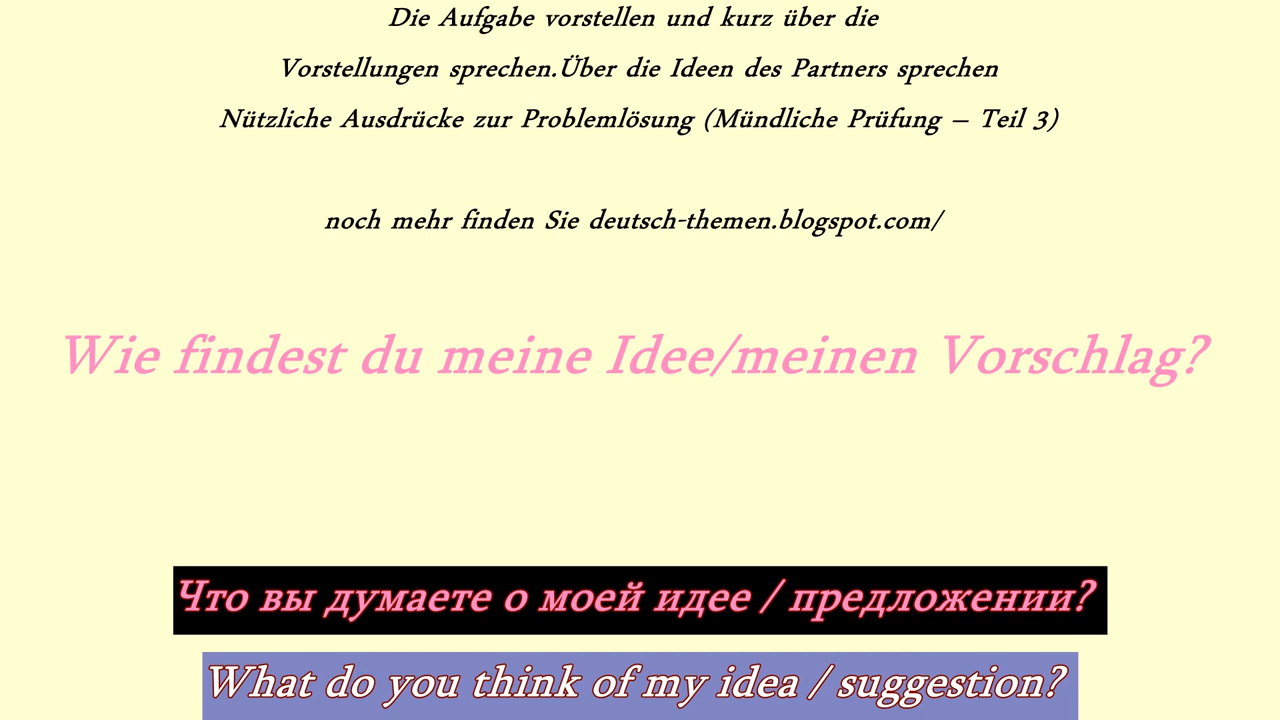 Die Aufgabe vorstellen und kurz über die
Vorstellungen sprechen.Über die Ideen des Partners sprechen
Nützliche Ausdrücke zur Problemlösung (Mündliche Prüfung – Teil 3)
noch mehr finden Sie deutsch-themen.blogspot.com/
Wie findest du meine Idee/meinen Vorschlag?
Что вы думаете о моей идее / предложении?
What do you think of my idea / suggestion?